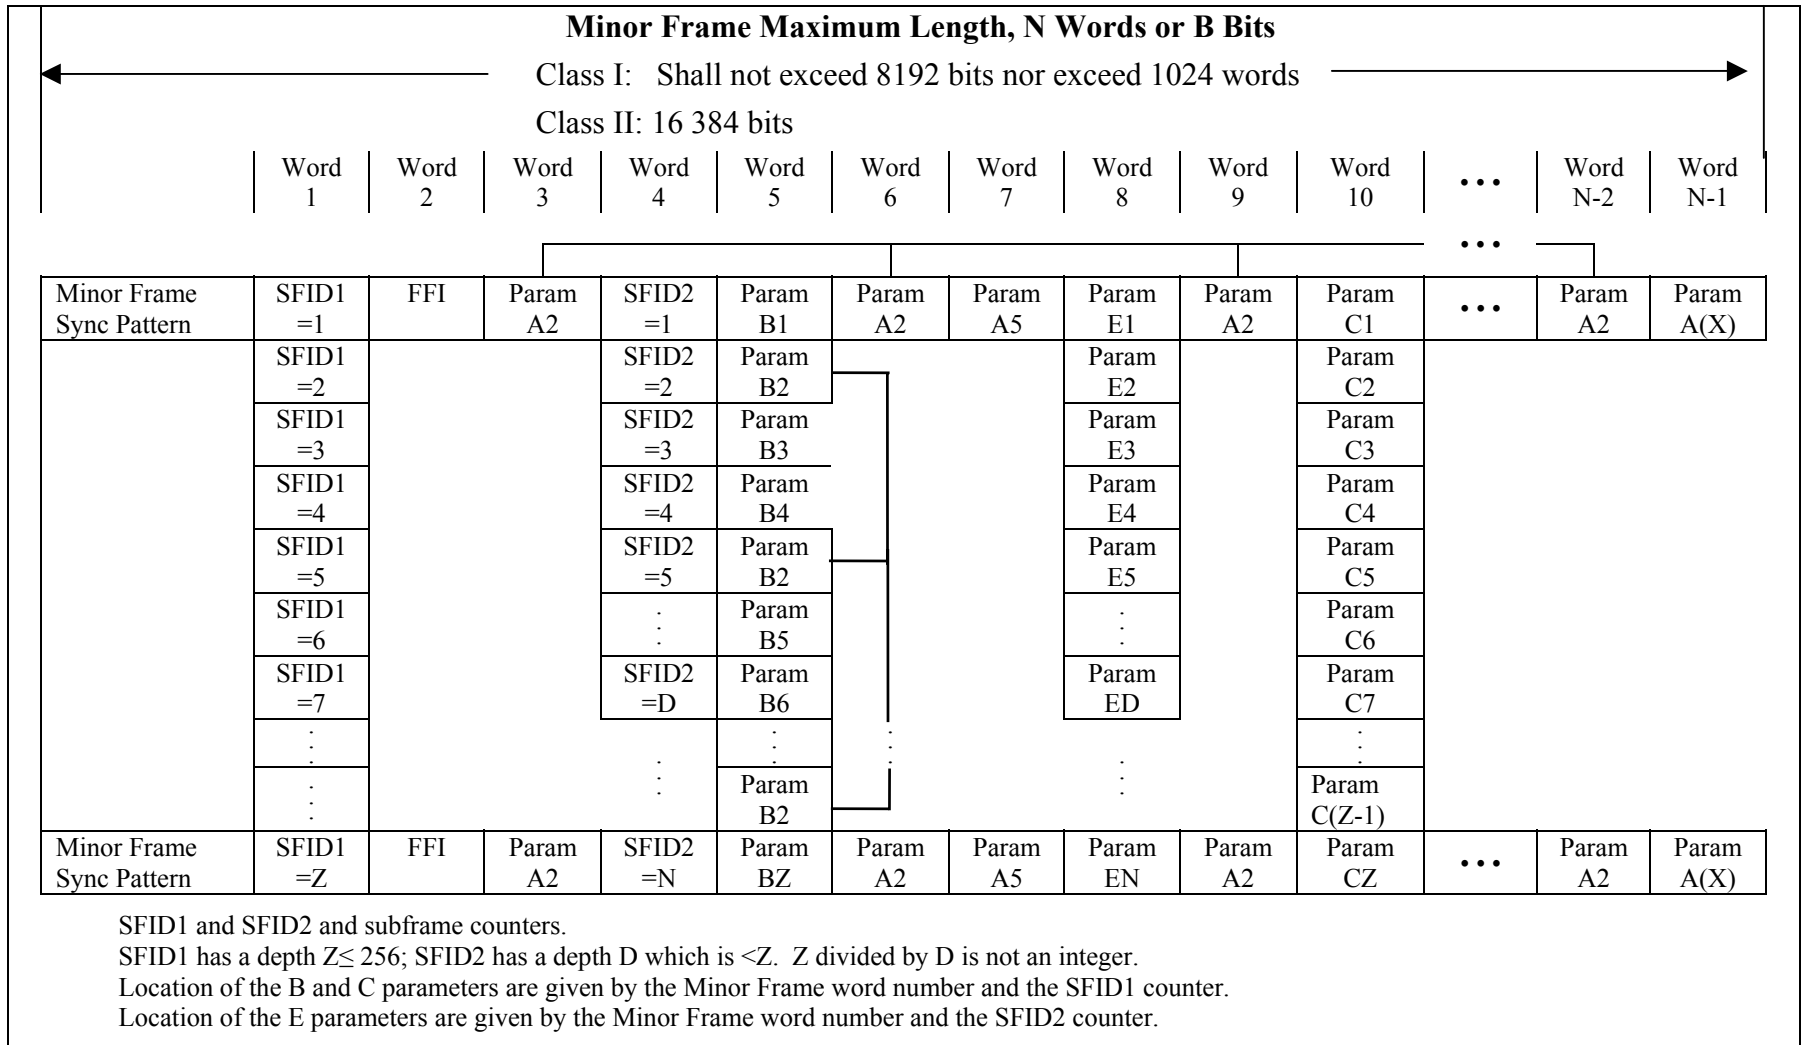 Minor Frame Maximum Length, N Words or B Bits
Class I: Shall not exceed 8192 bits nor exceed 1024 words
Class II: 16 384 bits
Word 1 Word 2 Word 3 Word 4 Word 5 Word 6 Word 7 Word 8 Word 9 Word 10 • • • Word N-2 Word N-1
• • •
Minor Frame Sync Pattern SFID1 =1 FFI Param A2 SFID2 =1 Param B1 Param A2 Param A5 Param E1 Param A2 Param C1 • • • Param A2 Param A(X)
SFID1 =2 SFID2 =2 Param B2 Param E2 Param C2
SFID1 =3 SFID2 =3 Param B3 Param E3 Param C3
SFID1 =4 SFID2 =4 Param B4 Param E4 Param C4
SFID1 =5 SFID2 =5 Param B2 Param E5 Param C5
SFID1 =6 Param B5 Param C6
SFID1 =7 SFID2 =D Param B6 Param ED Param C7
Param B2 Param C(Z-1)
Minor Frame Sync Pattern SFID1 =Z FFI Param A2 SFID2 =N Param BZ Param A2 Param A5 Param EN Param A2 Param CZ • • • Param A2 Param A(X)
SFID1 and SFID2 and subframe counters.
SFID1 has a depth Z≤ 256; SFID2 has a depth D which is <Z. Z divided by D is not an integer.
Location of the B and C parameters are given by the Minor Frame word number and the SFID1 counter.
Location of the E parameters are given by the Minor Frame word number and the SFID2 counter.